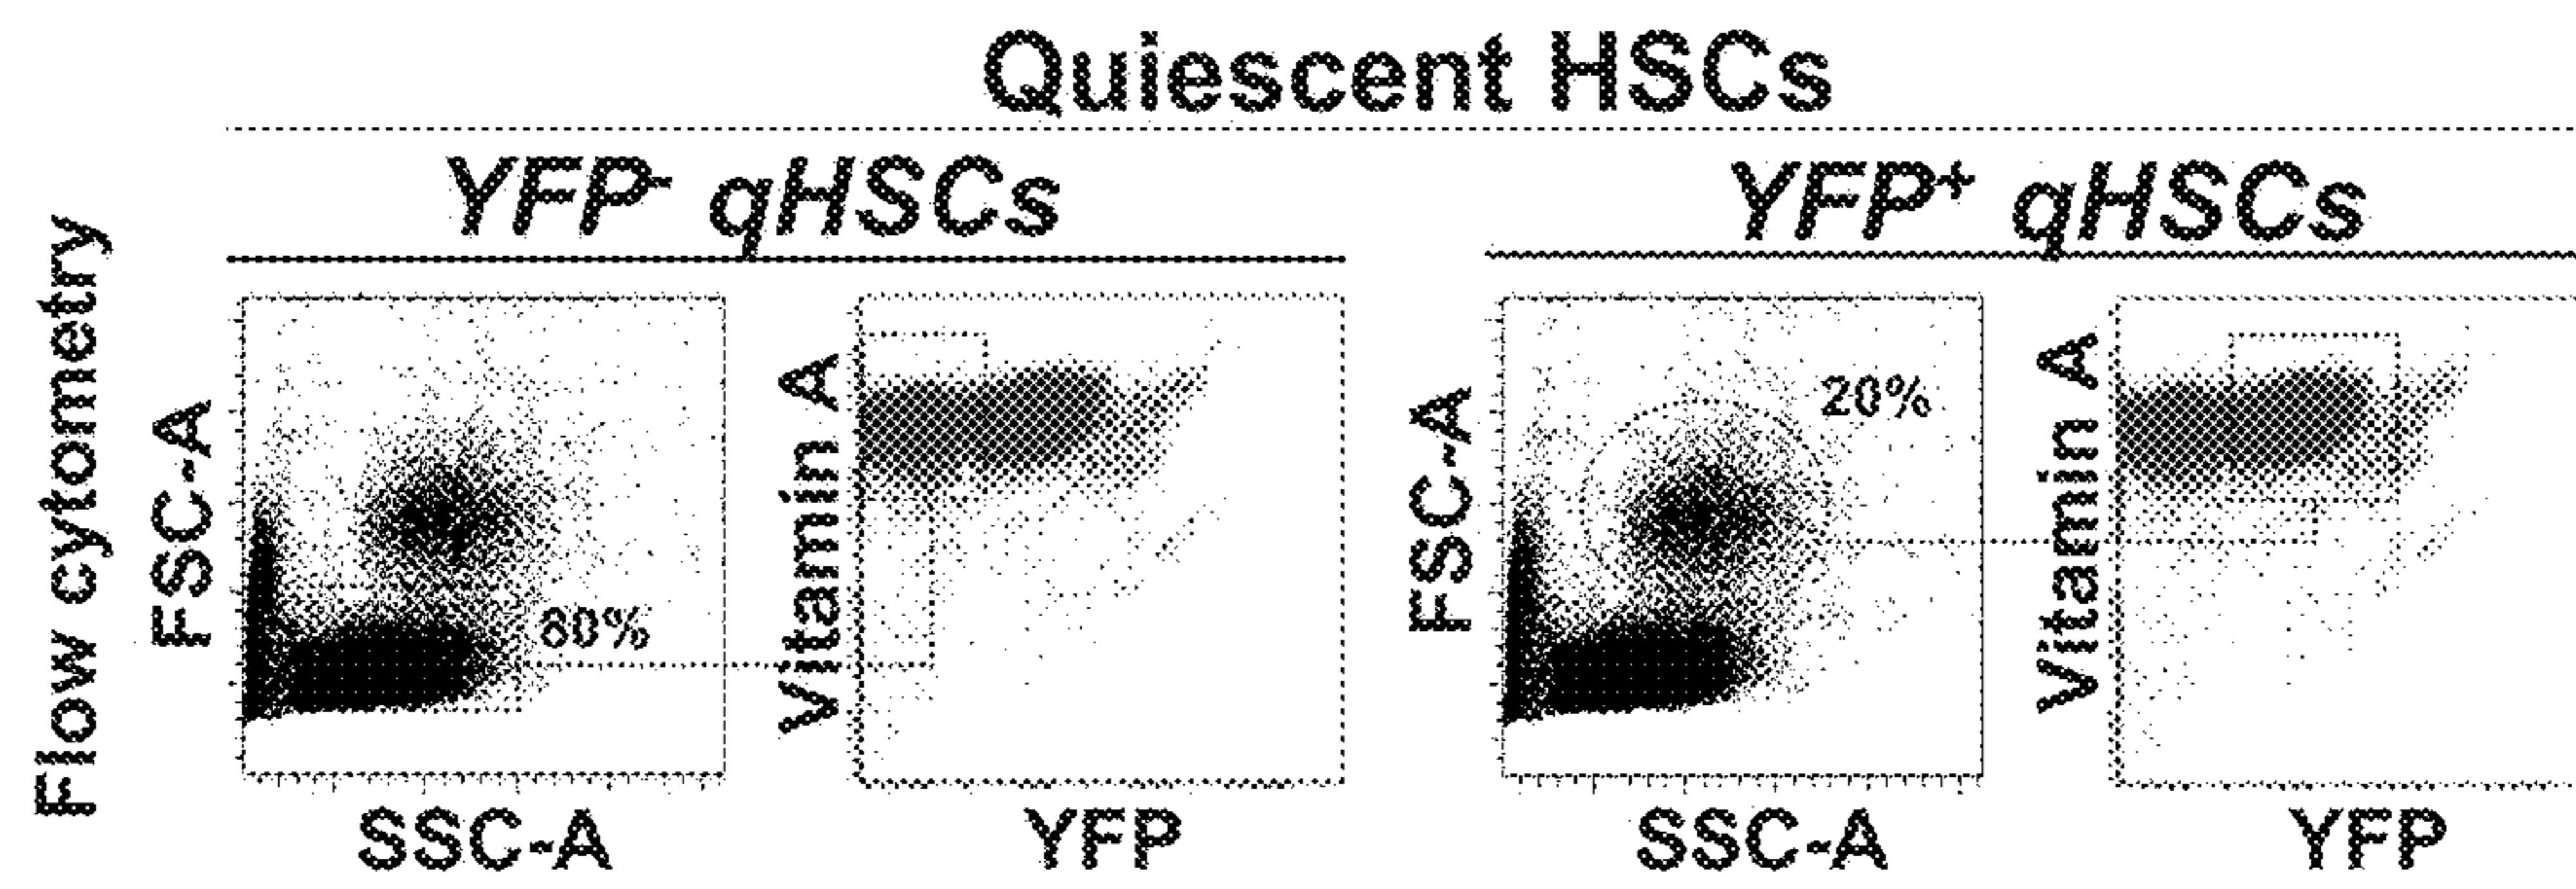 Quiescent HSCs
YFP- qHSCs
YFP+ qHSCs
Flow cytometry
FSC-A
80%
SSC-A
Vitamin A
YFP
FSC-A
20%
SSC-A
Vitamin A
YFP